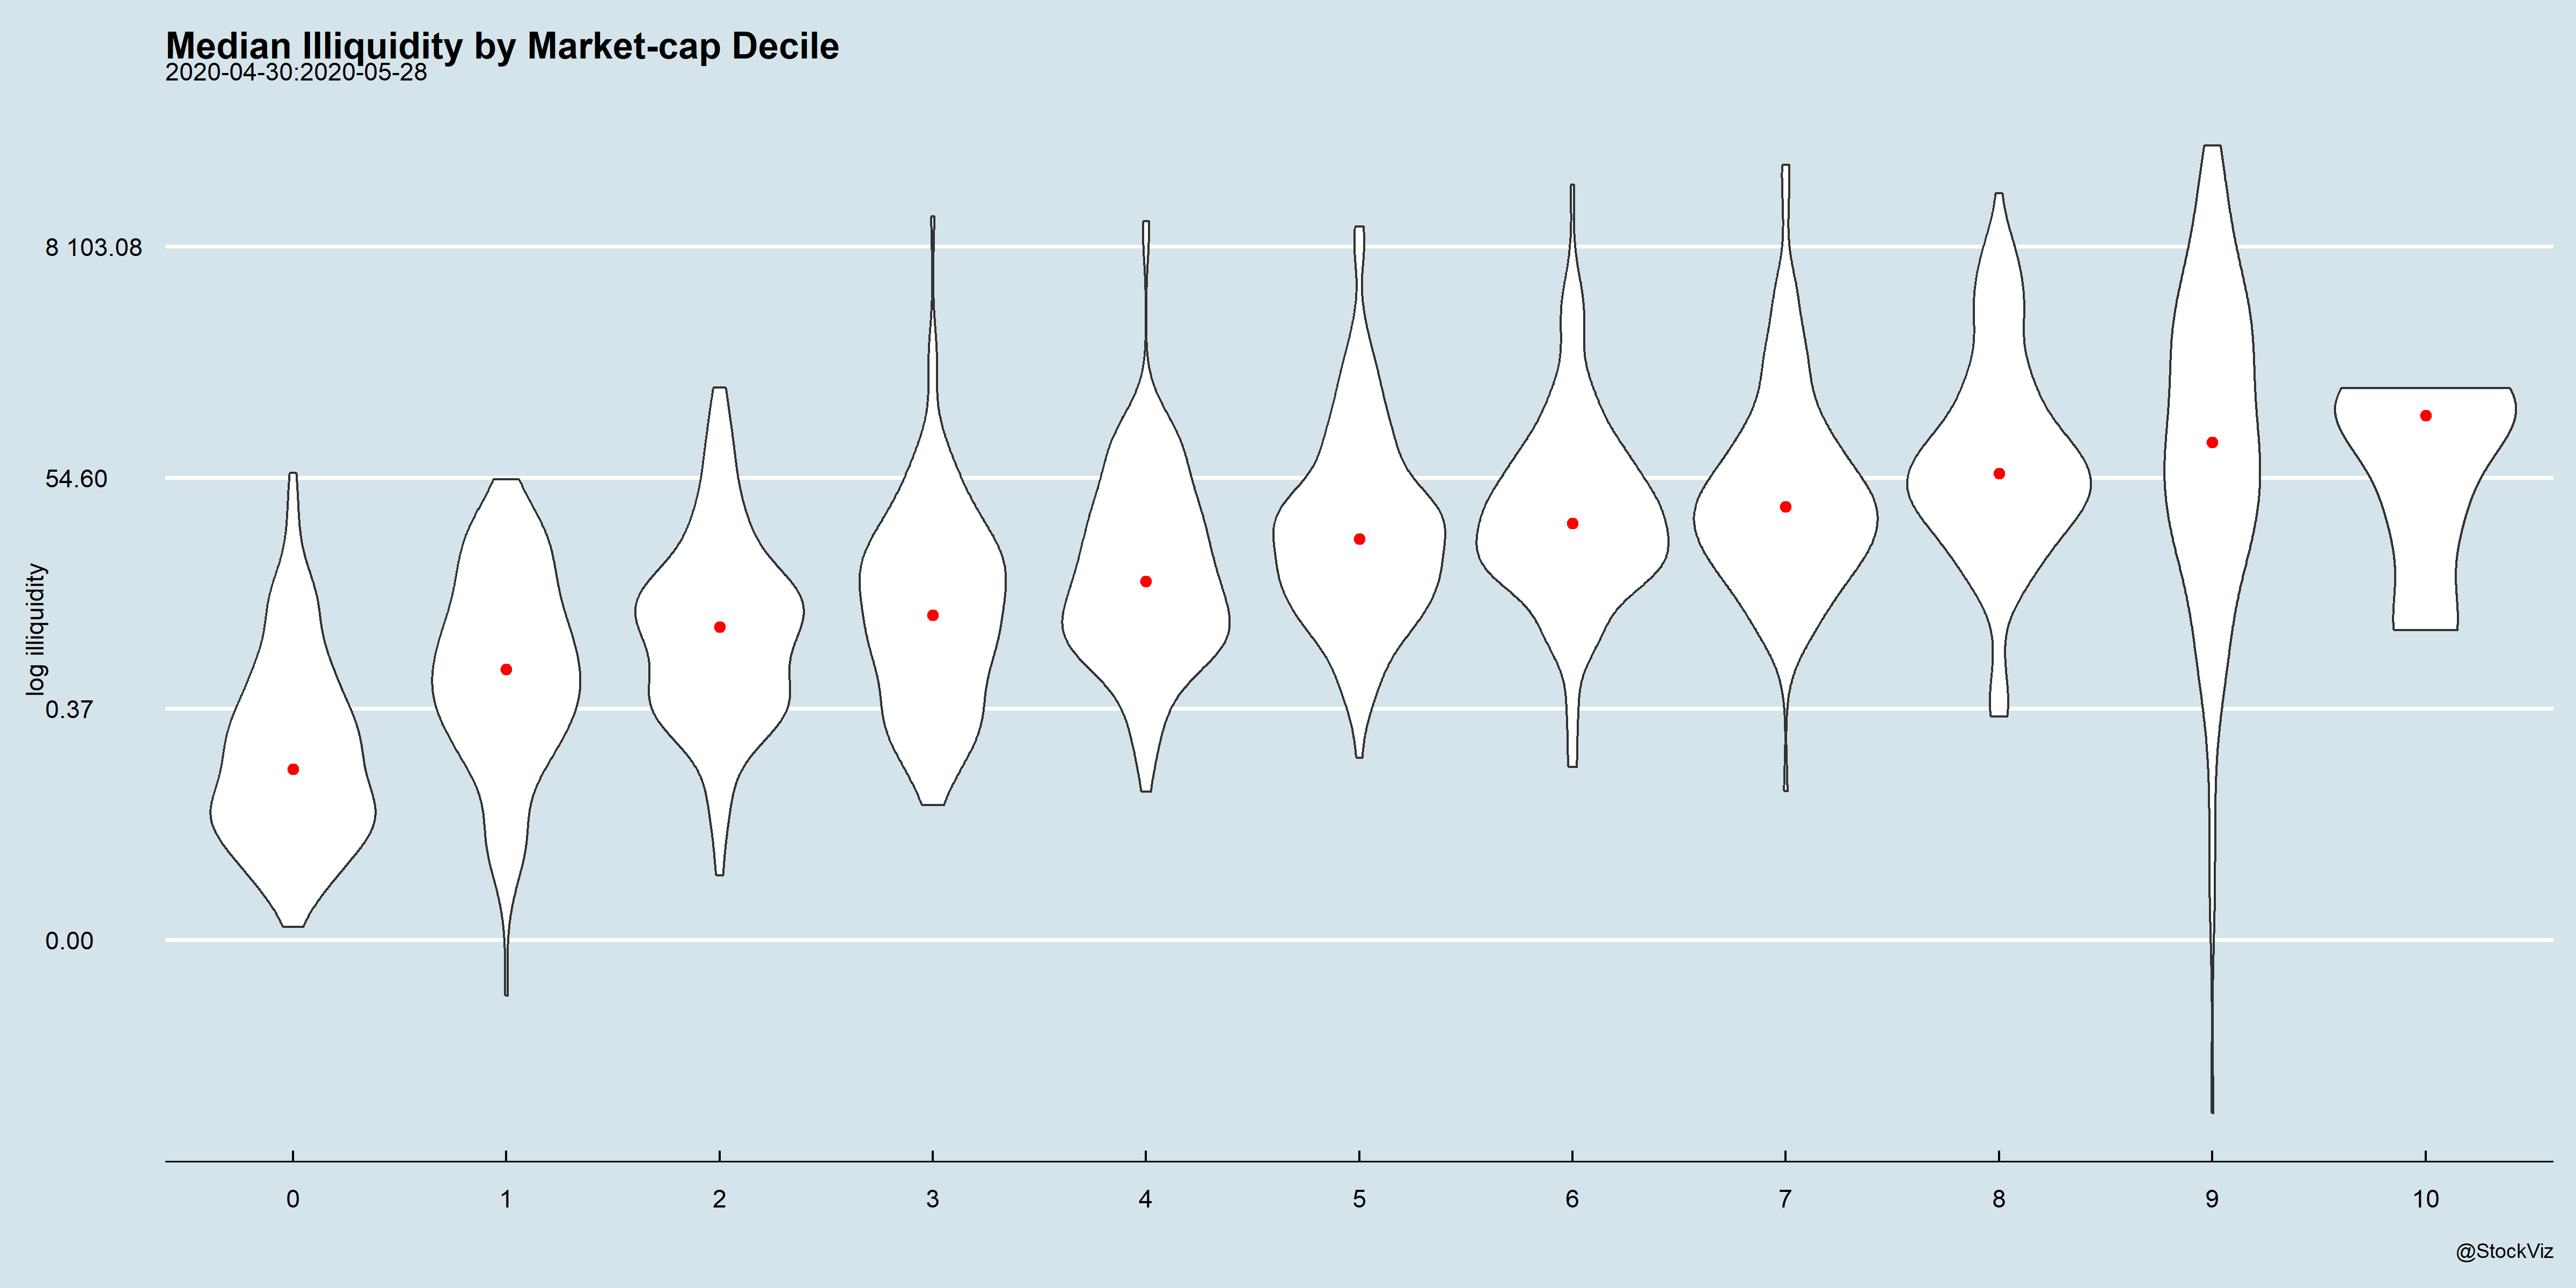 Median Illiquidity by Market-cap Decile
2020-04-30:2020-05-28
8 103.08
54.60
0.37
0.00
log illiquidity
0 1 2 3 4 5 6 7 8 9 10
@StockViz